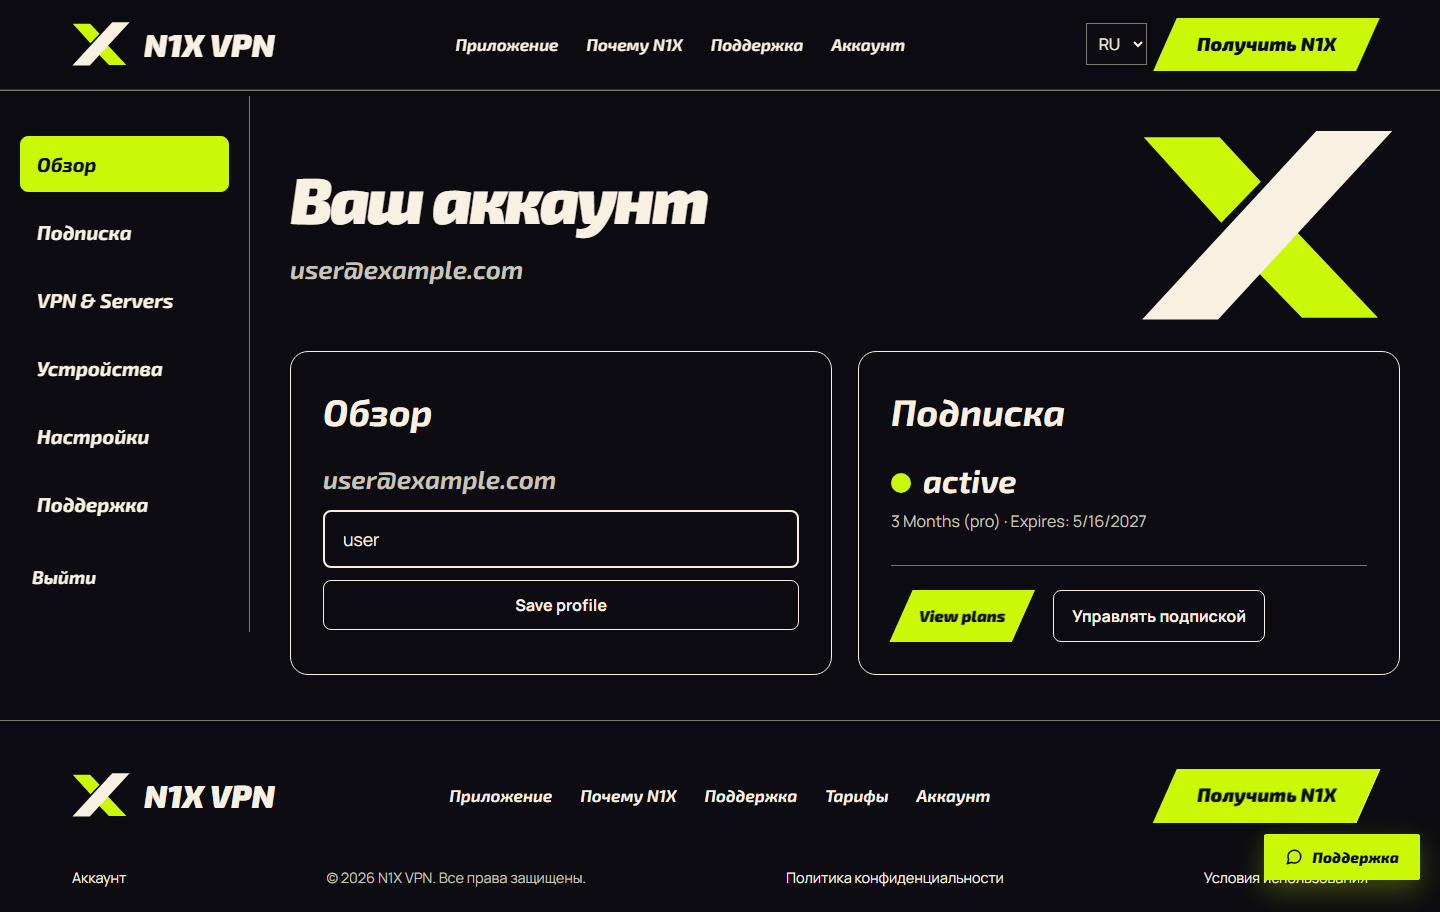 N1X VPN
Приложение Почему N1X Поддержка Аккаунт
RU
Получить N1X
Обзор
Подписка
VPN & Servers
Устройства
Настройки
Поддержка
Выйти
Ваш аккаунт
user@example.com
Обзор
user@example.com
user
Save profile
Подписка
active
3 Months (pro) · Expires: 5/16/2027
View plans
Управлять подпиской
N1X VPN
Приложение Почему N1X Поддержка Тарифы Аккаунт
Получить N1X
Поддержка
Аккаунт
© 2026 N1X VPN. Все права защищены.
Политика конфиденциальности
Условия использования